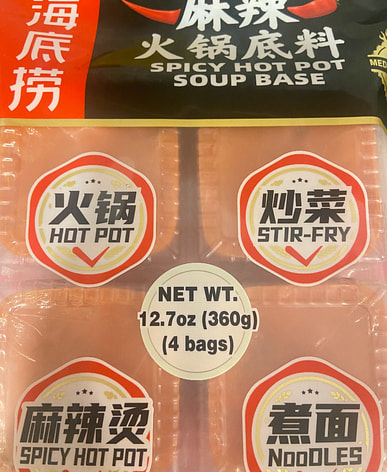 海底捞
麻辣
火锅底料
SPICY HOT POT
SOUP BASE
火锅
HOT POT
炒菜
STIR-FRY
NET WT.
12.7oz (360g)
(4 bags)
麻辣烫
SPICY HOT POT
煮面
NOODLES